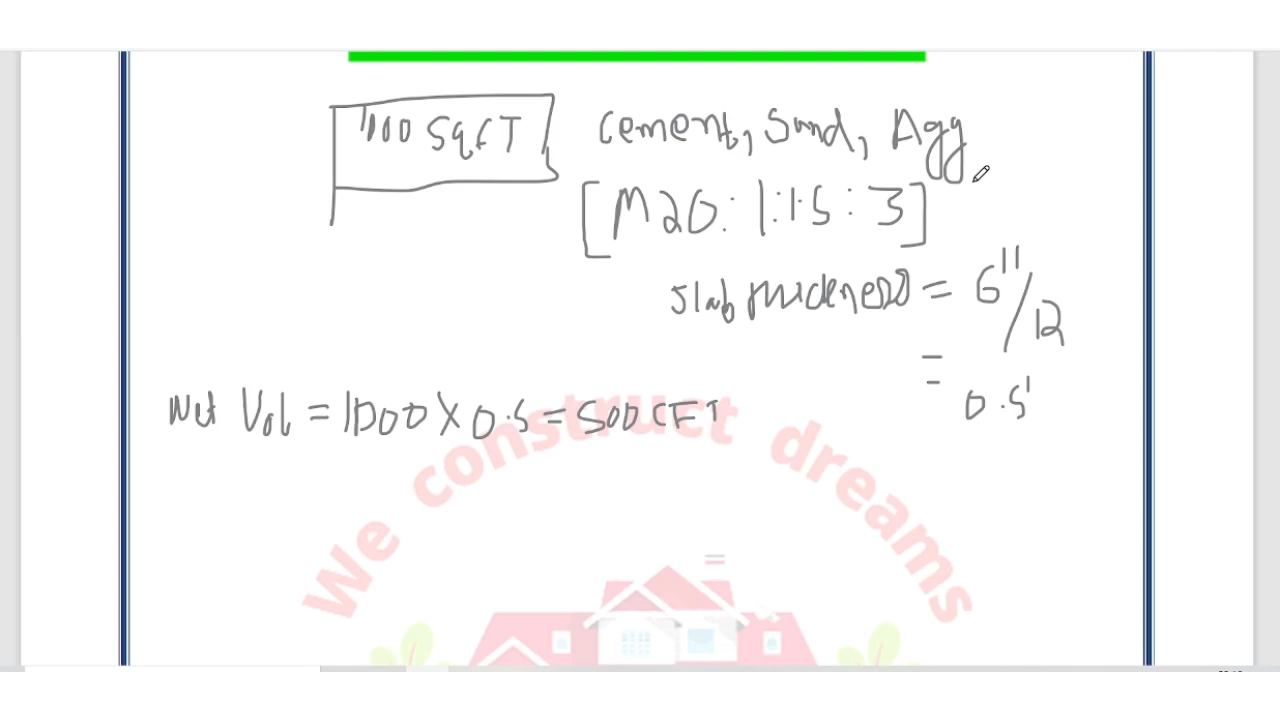 1000 SqFT
Cement, Sand, Agg
[M20: 1:1.5:3]
Slab thickness = 6"/12
= 0.5'
Net Vol = 1000 X 0.5 = 500 CFT
We construct dreams